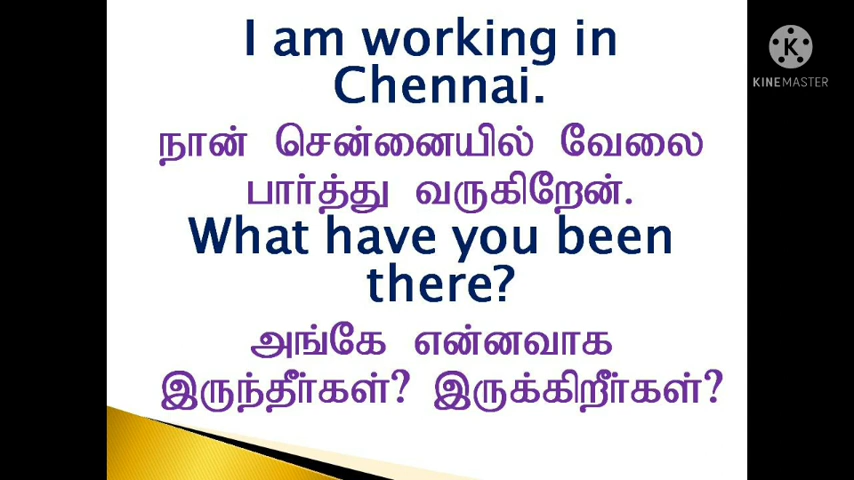 I am working in
Chennai.
நான் சென்னையில் வேலை
பார்த்து வருகிறேன்.
What have you been
there?
அங்கே என்னவாக
இருந்தீர்கள்? இருக்கிறீர்கள்?
K
KINEMASTER